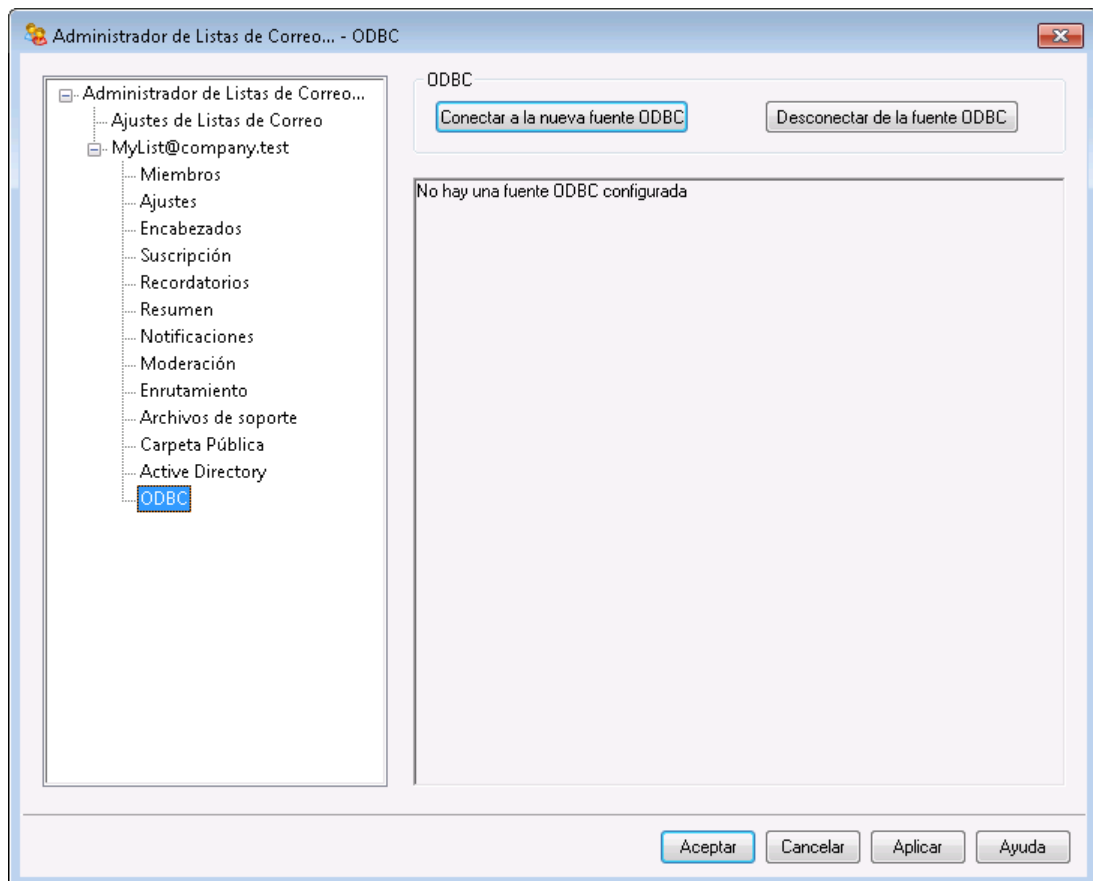 Administrador de Listas de Correo... - ODBC
Administrador de Listas de Correo...
Ajustes de Listas de Correo
MyList@company.test
Miembros
Ajustes
Encabezados
Suscripción
Recordatorios
Resumen
Notificaciones
Moderación
Enrutamiento
Archivos de soporte
Carpeta Pública
Active Directory
ODBC
ODBC
Conectar a la nueva fuente ODBC
Desconectar de la fuente ODBC
No hay una fuente ODBC configurada
Aceptar
Cancelar
Aplicar
Ayuda